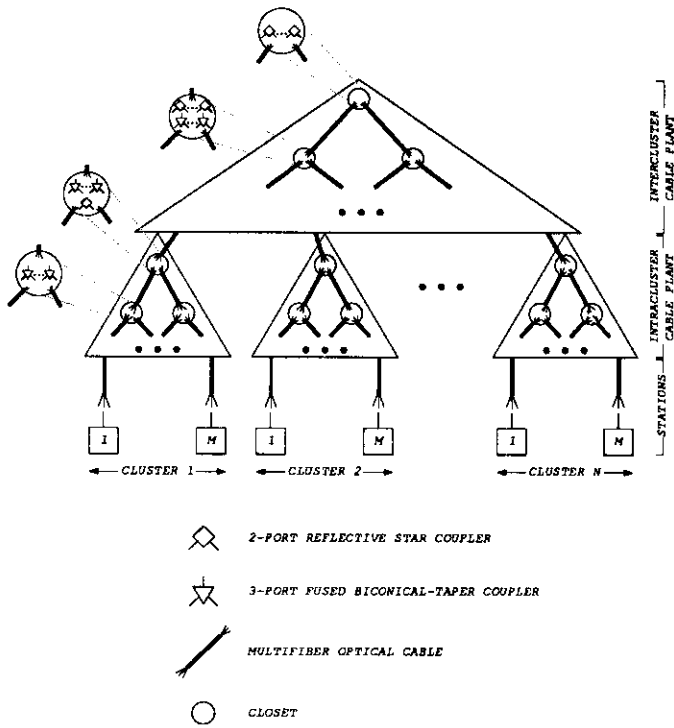 INTERCLUSTER
CABLE PLANT
INTRACLUSTER
CABLE PLANT
STATIONS
I
M
I
M
I
M
CLUSTER 1
CLUSTER 2
CLUSTER N
2-PORT REFLECTIVE STAR COUPLER
3-PORT FUSED BICONICAL-TAPER COUPLER
MULTIFIBER OPTICAL CABLE
CLOSET